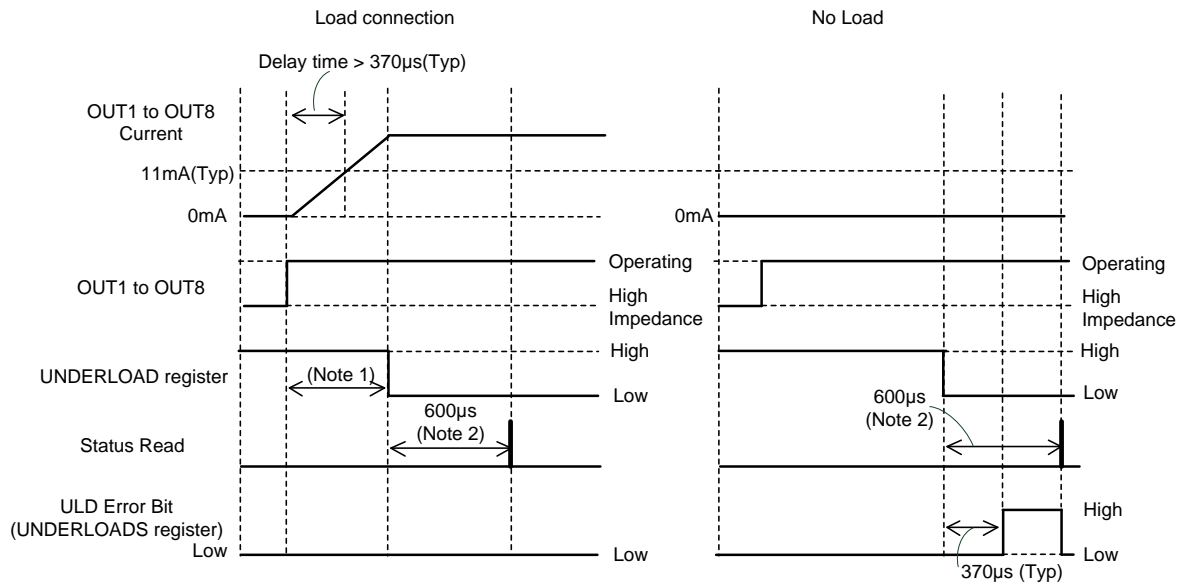 Load connection
No Load
Delay time > 370µs(Typ)
OUT1 to OUT8
Current
11mA(Typ)
0mA
0mA
OUT1 to OUT8
Operating
High
Impedance
Operating
High
Impedance
UNDERLOAD register
(Note 1)
High
Low
High
Low
Status Read
600µs
(Note 2)
600µs
(Note 2)
ULD Error Bit
(UNDERLOADS register)
Low
Low
High
Low
370µs (Typ)